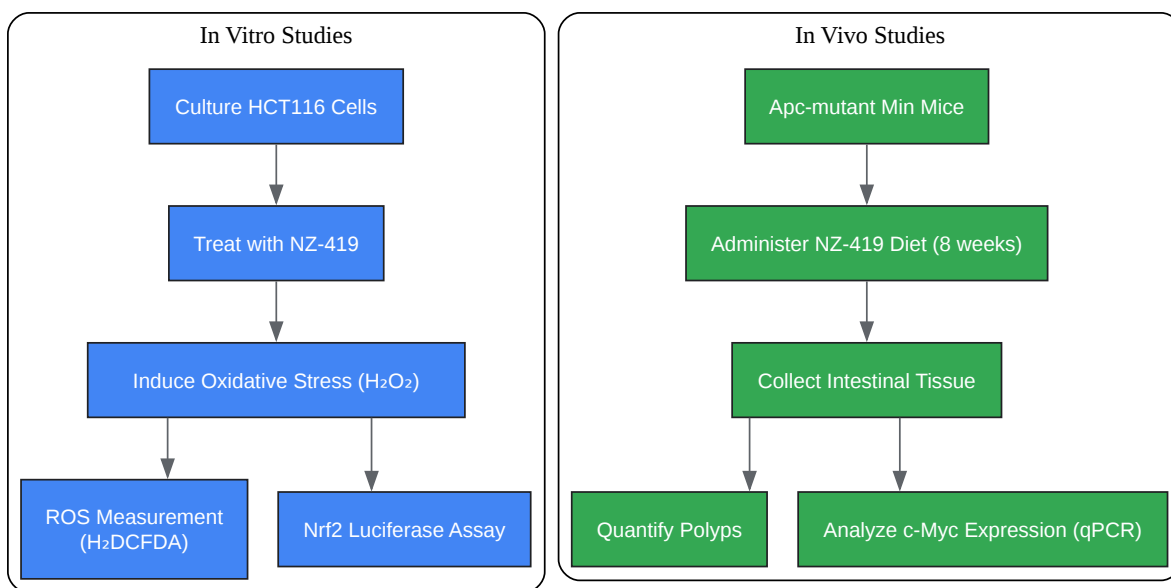 In Vitro Studies
Culture HCT116 Cells
Treat with NZ-419
Induce Oxidative Stress (H₂O₂)
ROS Measurement
(H₂DCFDA)
Nrf2 Luciferase Assay
In Vivo Studies
Apc-mutant Min Mice
Administer NZ-419 Diet (8 weeks)
Collect Intestinal Tissue
Quantify Polyps
Analyze c-Myc Expression (qPCR)